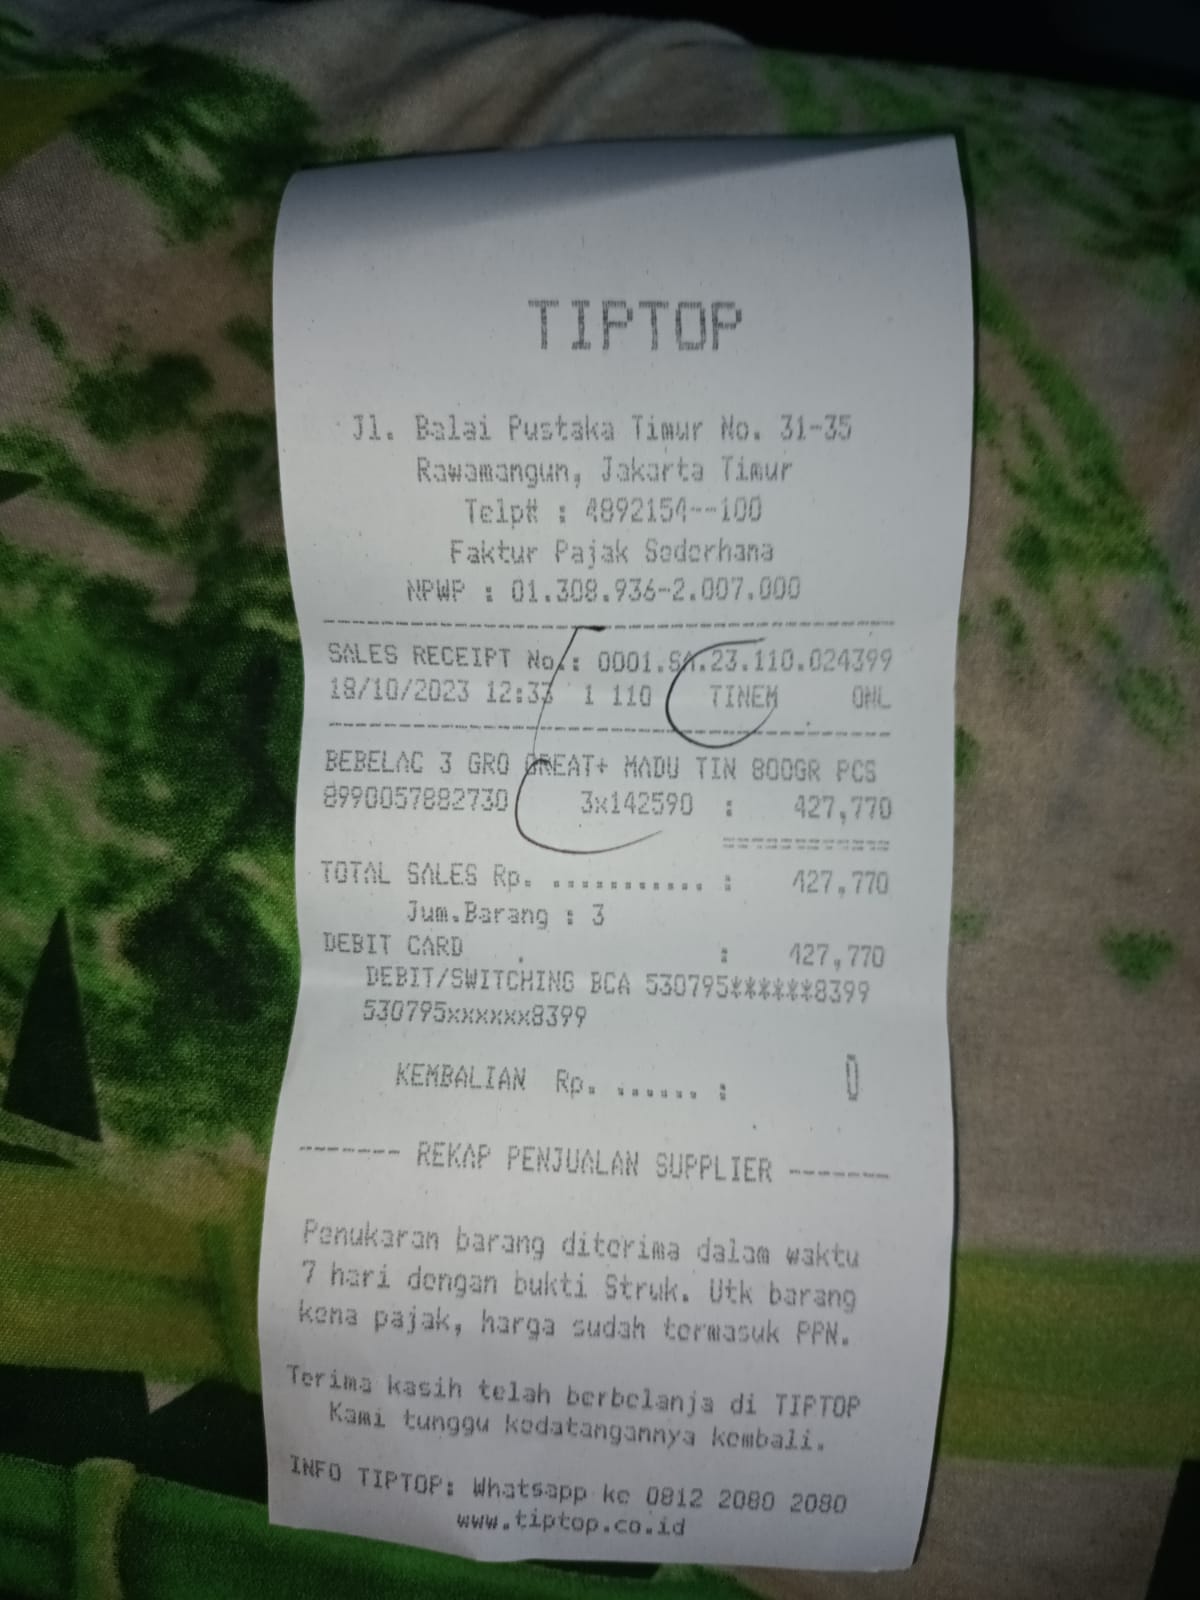 TIPTOP
Jl. Balai Pustaka Timur No. 31-35
Rawamangun, Jakarta Timur
Telp# : 4892154--100
Faktur Pajak Sederhana
NPWP : 01.308.936-2.007.000
SALES RECEIPT No.: 0001.SA.23.110.024399
18/10/2023 12:33 1 110 TINEM ONL
BEBELAC 3 GRO GREAT+ MADU TIN 800GR PCS
8990057882730 3x142590 : 427,770
TOTAL SALES Rp. ........... : 427,770
Jum.Barang : 3
DEBIT CARD : 427,770
DEBIT/SWITCHING BCA 530795******8399
530795xxxxxx8399
KEMBALIAN Rp. ...... : 0
------- REKAP PENJUALAN SUPPLIER -------
Penukaran barang diterima dalam waktu
7 hari dengan bukti Struk. Utk barang
kena pajak, harga sudah termasuk PPN.
Terima kasih telah berbelanja di TIPTOP
Kami tunggu kedatangannya kembali.
INFO TIPTOP: Whatsapp ke 0812 2080 2080
www.tiptop.co.id